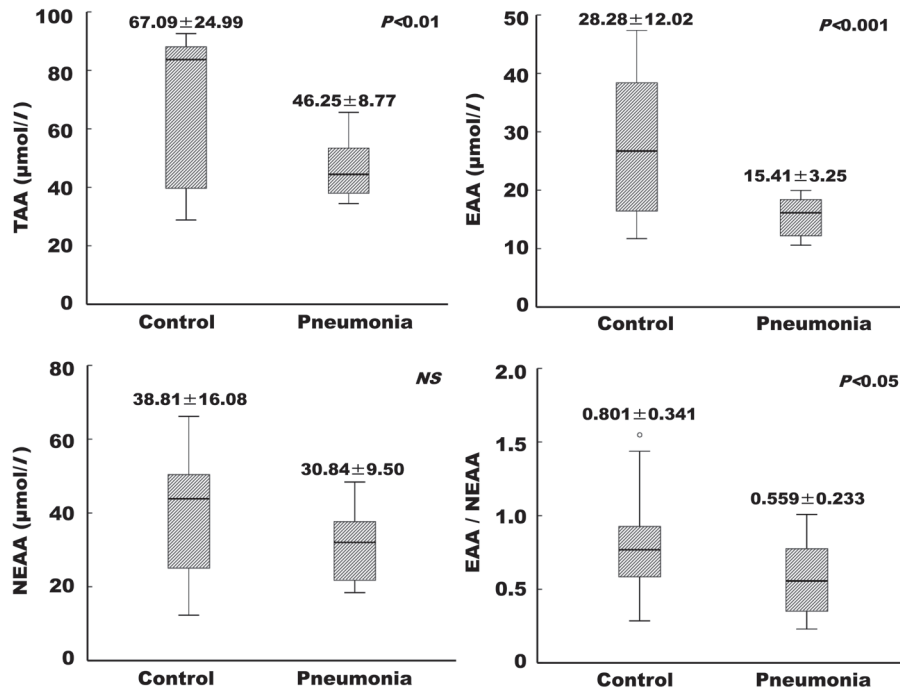 TAA (µmol/l)
100
80
60
40
20
0
67.09±24.99
P<0.01
46.25±8.77
Control
Pneumonia
EAA (µmol/l)
50
40
30
20
10
0
28.28±12.02
P<0.001
15.41±3.25
Control
Pneumonia
NEAA (µmol/l)
80
60
40
20
0
38.81±16.08
NS
30.84±9.50
Control
Pneumonia
EAA / NEAA
2.0
1.5
1.0
0.5
0
0.801±0.341
P<0.05
0.559±0.233
Control
Pneumonia